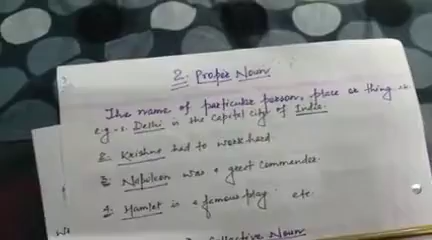 2. Proper Noun
The name of particular person, place or thing
e.g - 1. Delhi is the capital city of India.
2. Krishna had to work hard.
3. Napoleon was a great commander.
4. Hamlet is a famous play etc.
Collective Noun